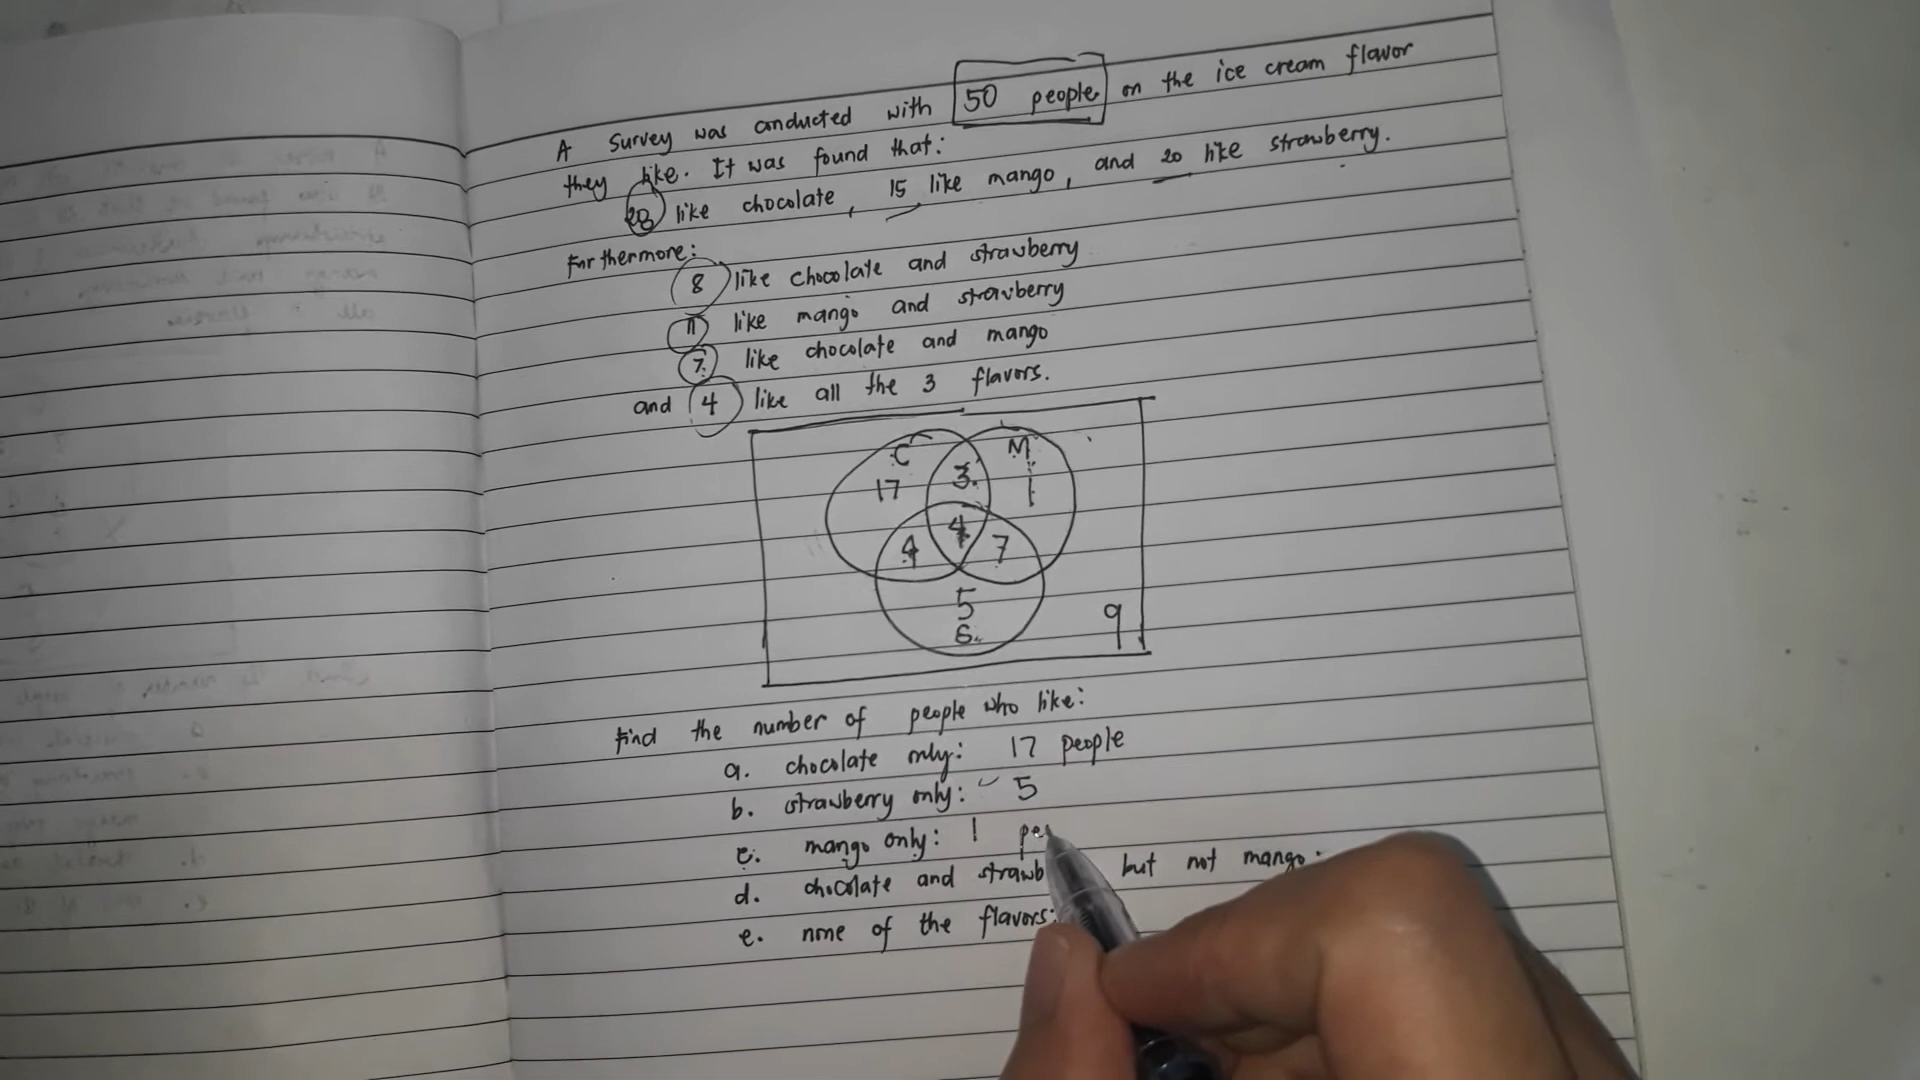 A survey was conducted with 50 people on the ice cream flavor
they like. It was found that:
28 like chocolate, 15 like mango, and 20 like strawberry.
Forthermore:
8 like chocolate and strawberry
11 like mango and strawberry
7 like chocolate and mango
and 4 like all the 3 flavors.
C M
17 3 1
4 4 7
5
S
9
Find the number of people who like:
a. chocolate only: 17 people
b. strawberry only: 5
c. mango only: 1 pe
d. chocolate and strawb but not mango:
e. none of the flavors: